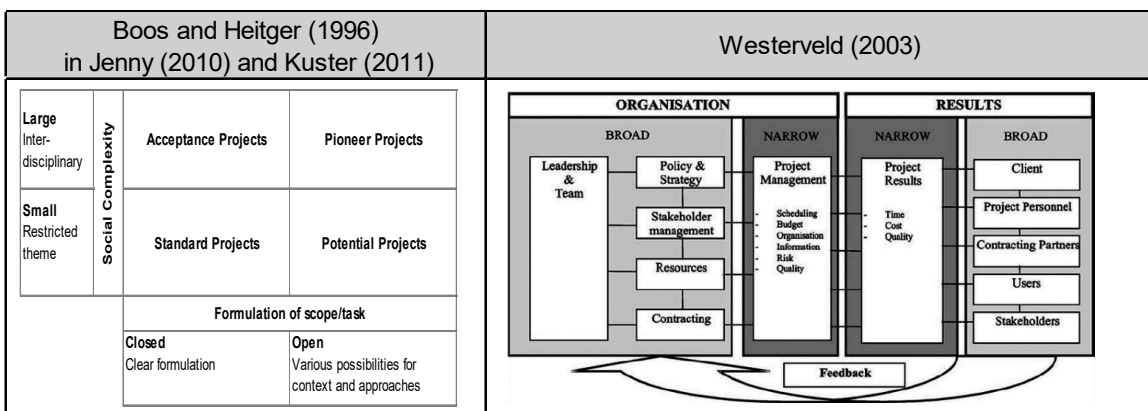 Boos and Heitger (1996)
in Jenny (2010) and Kuster (2011)
Large
Inter-
disciplinary
Social Complexity
Acceptance Projects
Pioneer Projects
Small
Restricted
theme
Standard Projects
Potential Projects
Formulation of scope/task
Closed
Clear formulation
Open
Various possibilities for
context and approaches
Westerveld (2003)
ORGANISATION
RESULTS
BROAD
NARROW
NARROW
BROAD
Leadership
&
Team
Policy &
Strategy
Stakeholder
management
Resources
Contracting
Project
Management
- Scheduling
- Budget
- Organisation
- Information
- Risk
- Quality
Project
Results
- Time
- Cost
- Quality
Client
Project Personnel
Contracting Partners
Users
Stakeholders
Feedback